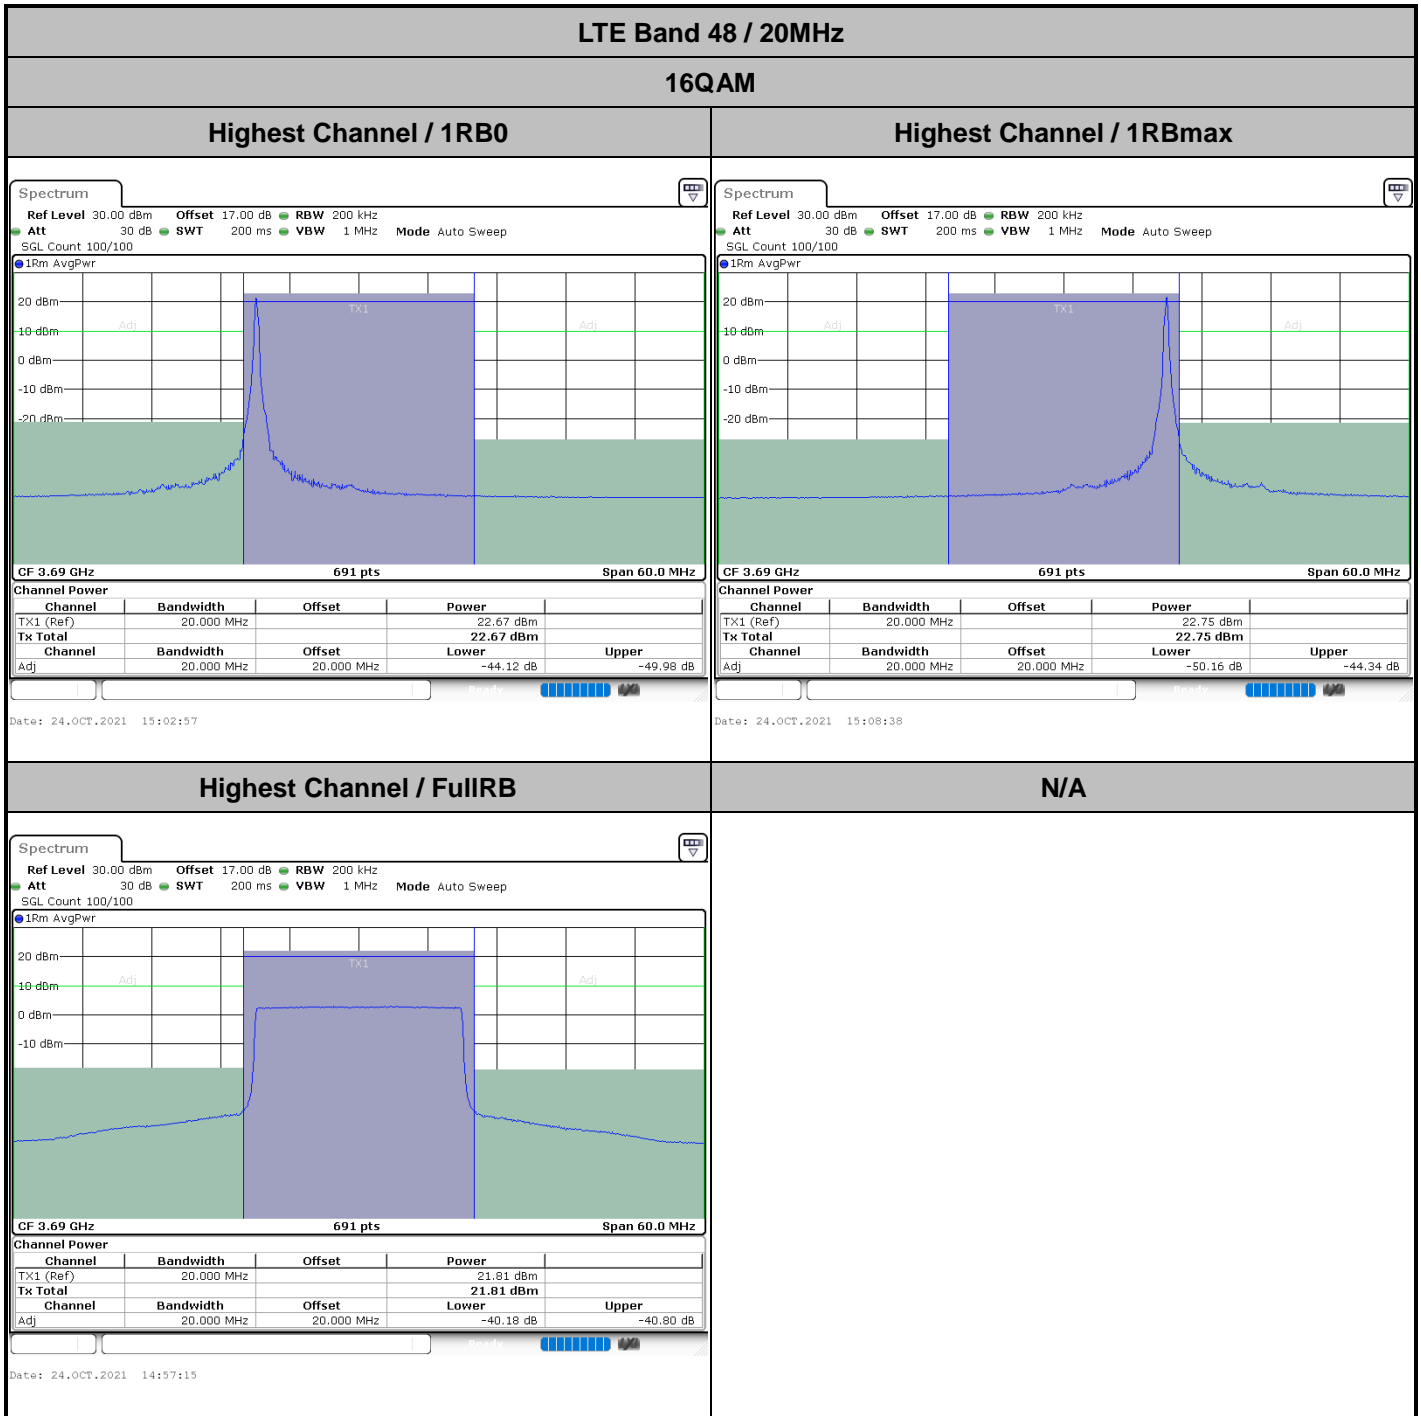 LTE Band 48 / 20MHz
16QAM
Highest Channel / 1RB0
Highest Channel / 1RBmax
Spectrum
Ref Level 30.00 dBm Offset 17.00 dB RBW 200 kHz
Att 30 dB SWT 200 ms VBW 1 MHz Mode Auto Sweep
SGL Count 100/100
1Rm AvgPwr
TX1
Adj
Adj
20 dBm
10 dBm
0 dBm
-10 dBm
-20 dBm
CF 3.69 GHz 691 pts Span 60.0 MHz
Channel Power
Channel Bandwidth Offset Power
TX1 (Ref) 20.000 MHz 22.67 dBm
Tx Total 22.67 dBm
Channel Bandwidth Offset Lower Upper
Adj 20.000 MHz 20.000 MHz -44.12 dB -49.98 dB
Ready
Date: 24.OCT.2021 15:02:57
Spectrum
Ref Level 30.00 dBm Offset 17.00 dB RBW 200 kHz
Att 30 dB SWT 200 ms VBW 1 MHz Mode Auto Sweep
SGL Count 100/100
1Rm AvgPwr
TX1
Adj
Adj
20 dBm
10 dBm
0 dBm
-10 dBm
-20 dBm
CF 3.69 GHz 691 pts Span 60.0 MHz
Channel Power
Channel Bandwidth Offset Power
TX1 (Ref) 20.000 MHz 22.75 dBm
Tx Total 22.75 dBm
Channel Bandwidth Offset Lower Upper
Adj 20.000 MHz 20.000 MHz -50.16 dB -44.34 dB
Ready
Date: 24.OCT.2021 15:08:38
Highest Channel / FullRB
N/A
Spectrum
Ref Level 30.00 dBm Offset 17.00 dB RBW 200 kHz
Att 30 dB SWT 200 ms VBW 1 MHz Mode Auto Sweep
SGL Count 100/100
1Rm AvgPwr
TX1
Adj
Adj
20 dBm
10 dBm
0 dBm
-10 dBm
CF 3.69 GHz 691 pts Span 60.0 MHz
Channel Power
Channel Bandwidth Offset Power
TX1 (Ref) 20.000 MHz 21.81 dBm
Tx Total 21.81 dBm
Channel Bandwidth Offset Lower Upper
Adj 20.000 MHz 20.000 MHz -40.18 dB -40.80 dB
Ready
Date: 24.OCT.2021 14:57:15